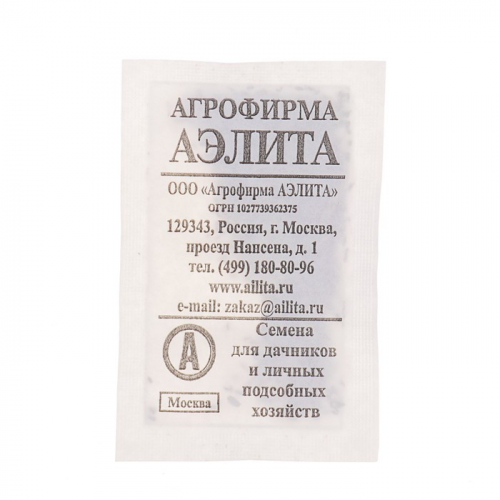 АГРОФИРМА
АЭЛИТА
ООО «Агрофирма АЭЛИТА»
ОГРН 1027739362375
129343, Россия, г. Москва,
проезд Нансена, д. 1
тел. (499) 180-80-96
www.ailita.ru
e-mail: zakaz@ailita.ru
А
Семена
для дачников
и личных
подсобных
хозяйств
Москва